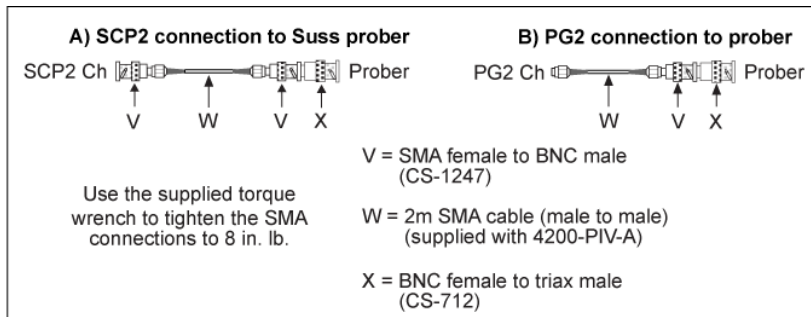 A) SCP2 connection to Suss prober
SCP2 Ch
Prober
V
W
V
X
B) PG2 connection to prober
PG2 Ch
Prober
W
V
X
Use the supplied torque
wrench to tighten the SMA
connections to 8 in. lb.
V = SMA female to BNC male
(CS-1247)
W = 2m SMA cable (male to male)
(supplied with 4200-PIV-A)
X = BNC female to triax male
(CS-712)